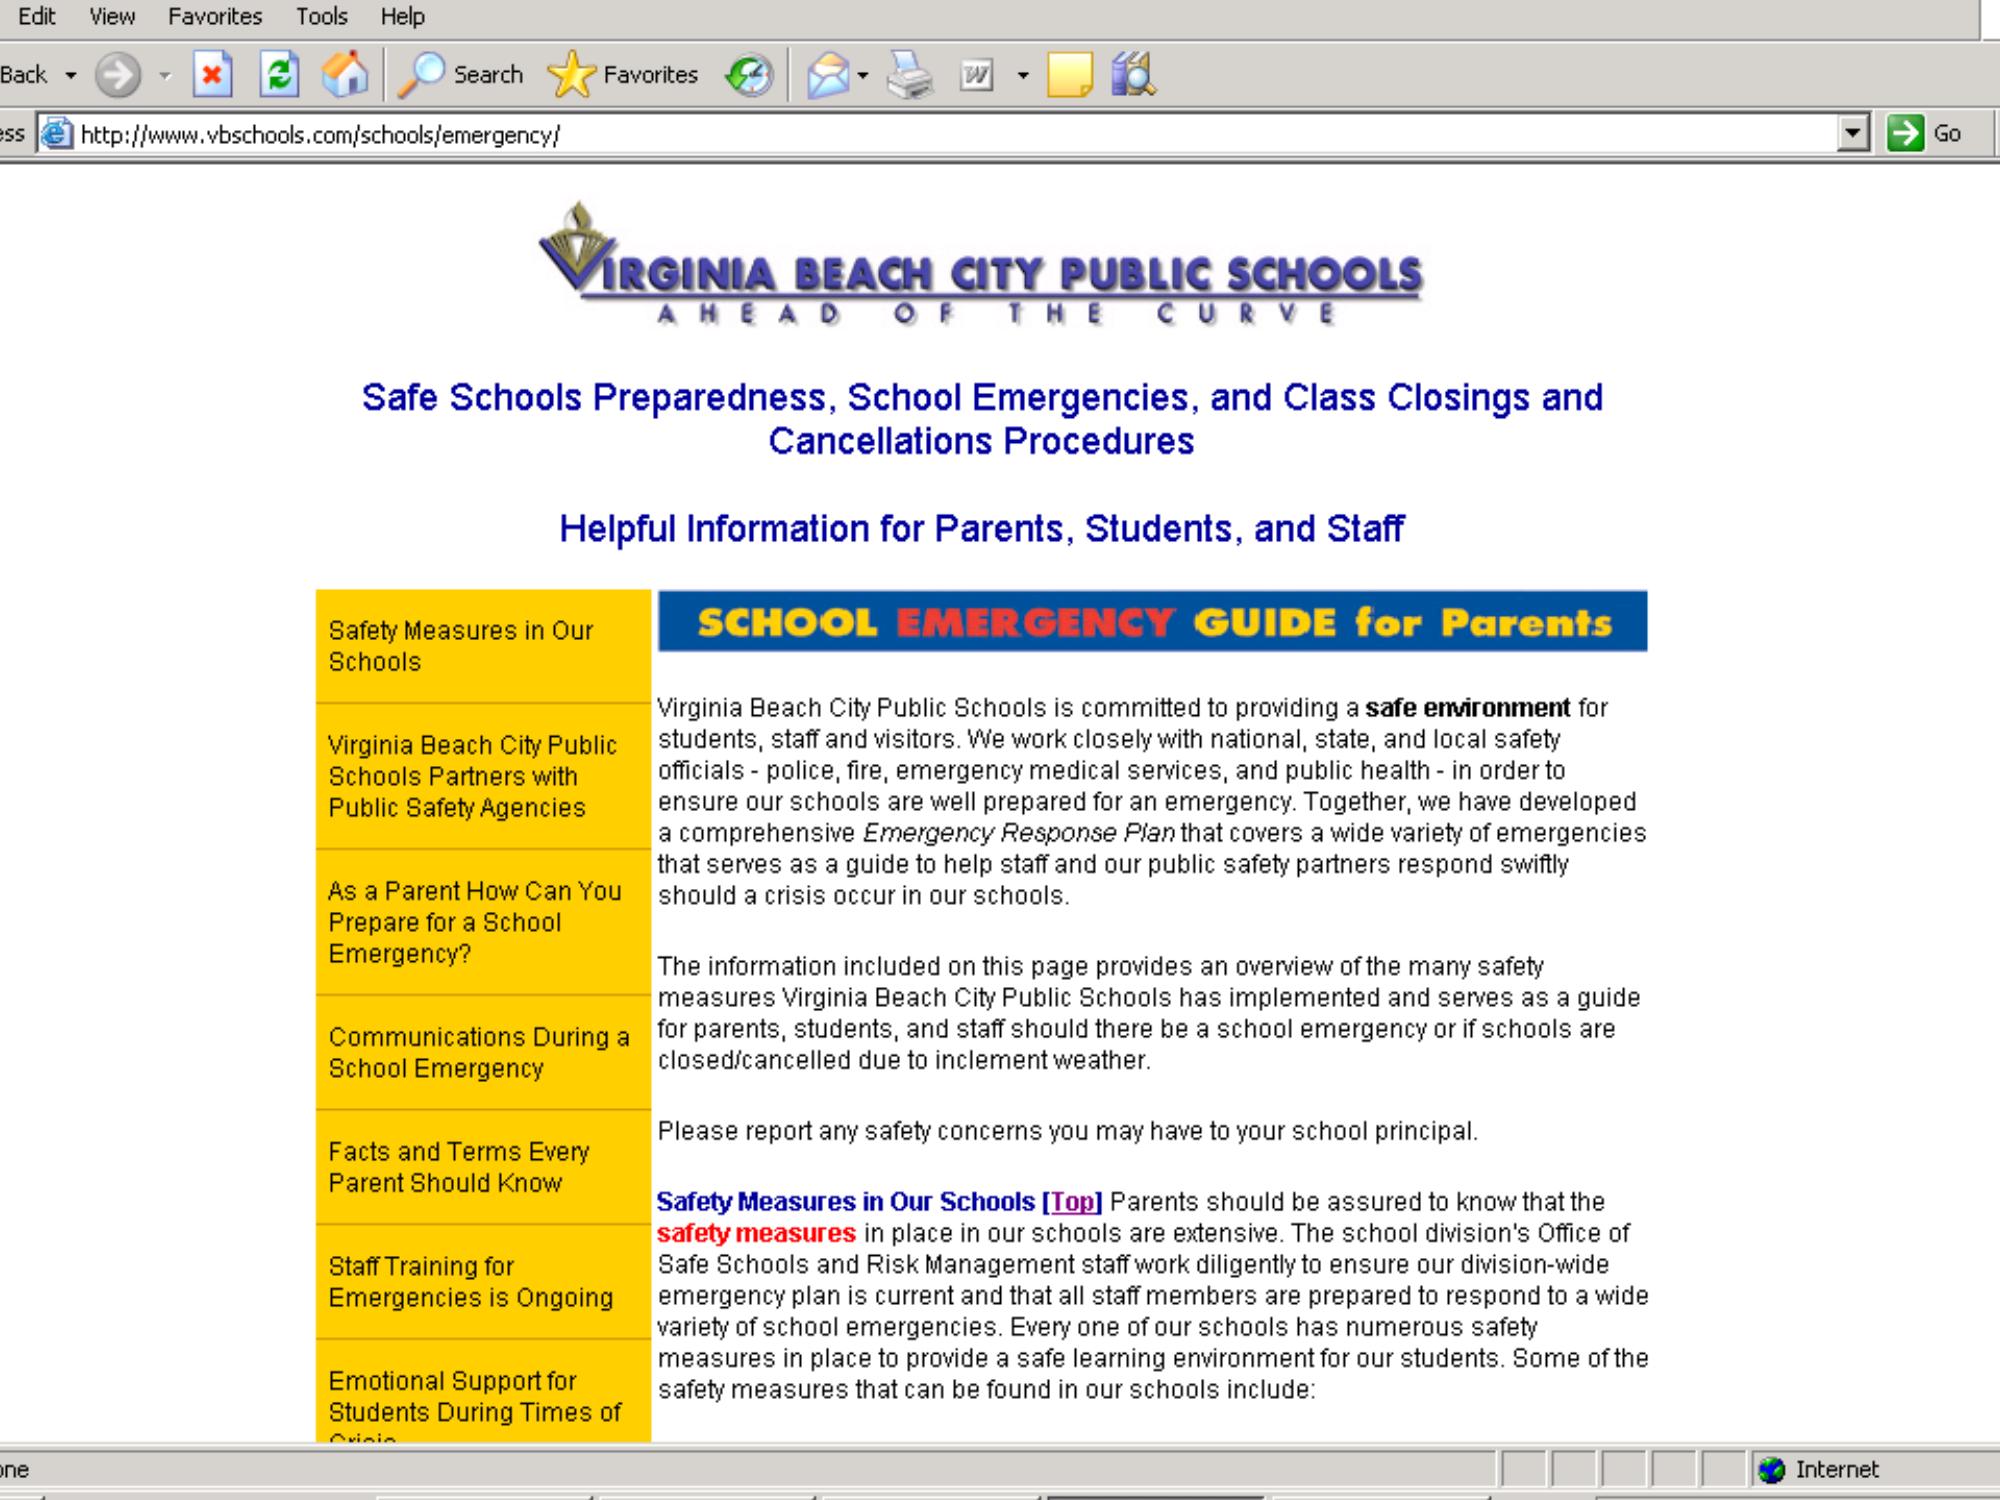 Edit View Favorites Tools Help
Back Search Favorites
ess http://www.vbschools.com/schools/emergency/ Go
VIRGINIA BEACH CITY PUBLIC SCHOOLS
AHEAD OF THE CURVE
Safe Schools Preparedness, School Emergencies, and Class Closings and
Cancellations Procedures
Helpful Information for Parents, Students, and Staff
Safety Measures in Our
Schools
Virginia Beach City Public
Schools Partners with
Public Safety Agencies
As a Parent How Can You
Prepare for a School
Emergency?
Communications During a
School Emergency
Facts and Terms Every
Parent Should Know
Staff Training for
Emergencies is Ongoing
Emotional Support for
Students During Times of
Crisis
SCHOOL EMERGENCY GUIDE for Parents
Virginia Beach City Public Schools is committed to providing a safe environment for
students, staff and visitors. We work closely with national, state, and local safety
officials - police, fire, emergency medical services, and public health - in order to
ensure our schools are well prepared for an emergency. Together, we have developed
a comprehensive Emergency Response Plan that covers a wide variety of emergencies
that serves as a guide to help staff and our public safety partners respond swiftly
should a crisis occur in our schools.
The information included on this page provides an overview of the many safety
measures Virginia Beach City Public Schools has implemented and serves as a guide
for parents, students, and staff should there be a school emergency or if schools are
closed/cancelled due to inclement weather.
Please report any safety concerns you may have to your school principal.
Safety Measures in Our Schools [Top] Parents should be assured to know that the
safety measures in place in our schools are extensive. The school division's Office of
Safe Schools and Risk Management staff work diligently to ensure our division-wide
emergency plan is current and that all staff members are prepared to respond to a wide
variety of school emergencies. Every one of our schools has numerous safety
measures in place to provide a safe learning environment for our students. Some of the
safety measures that can be found in our schools include:
one Internet